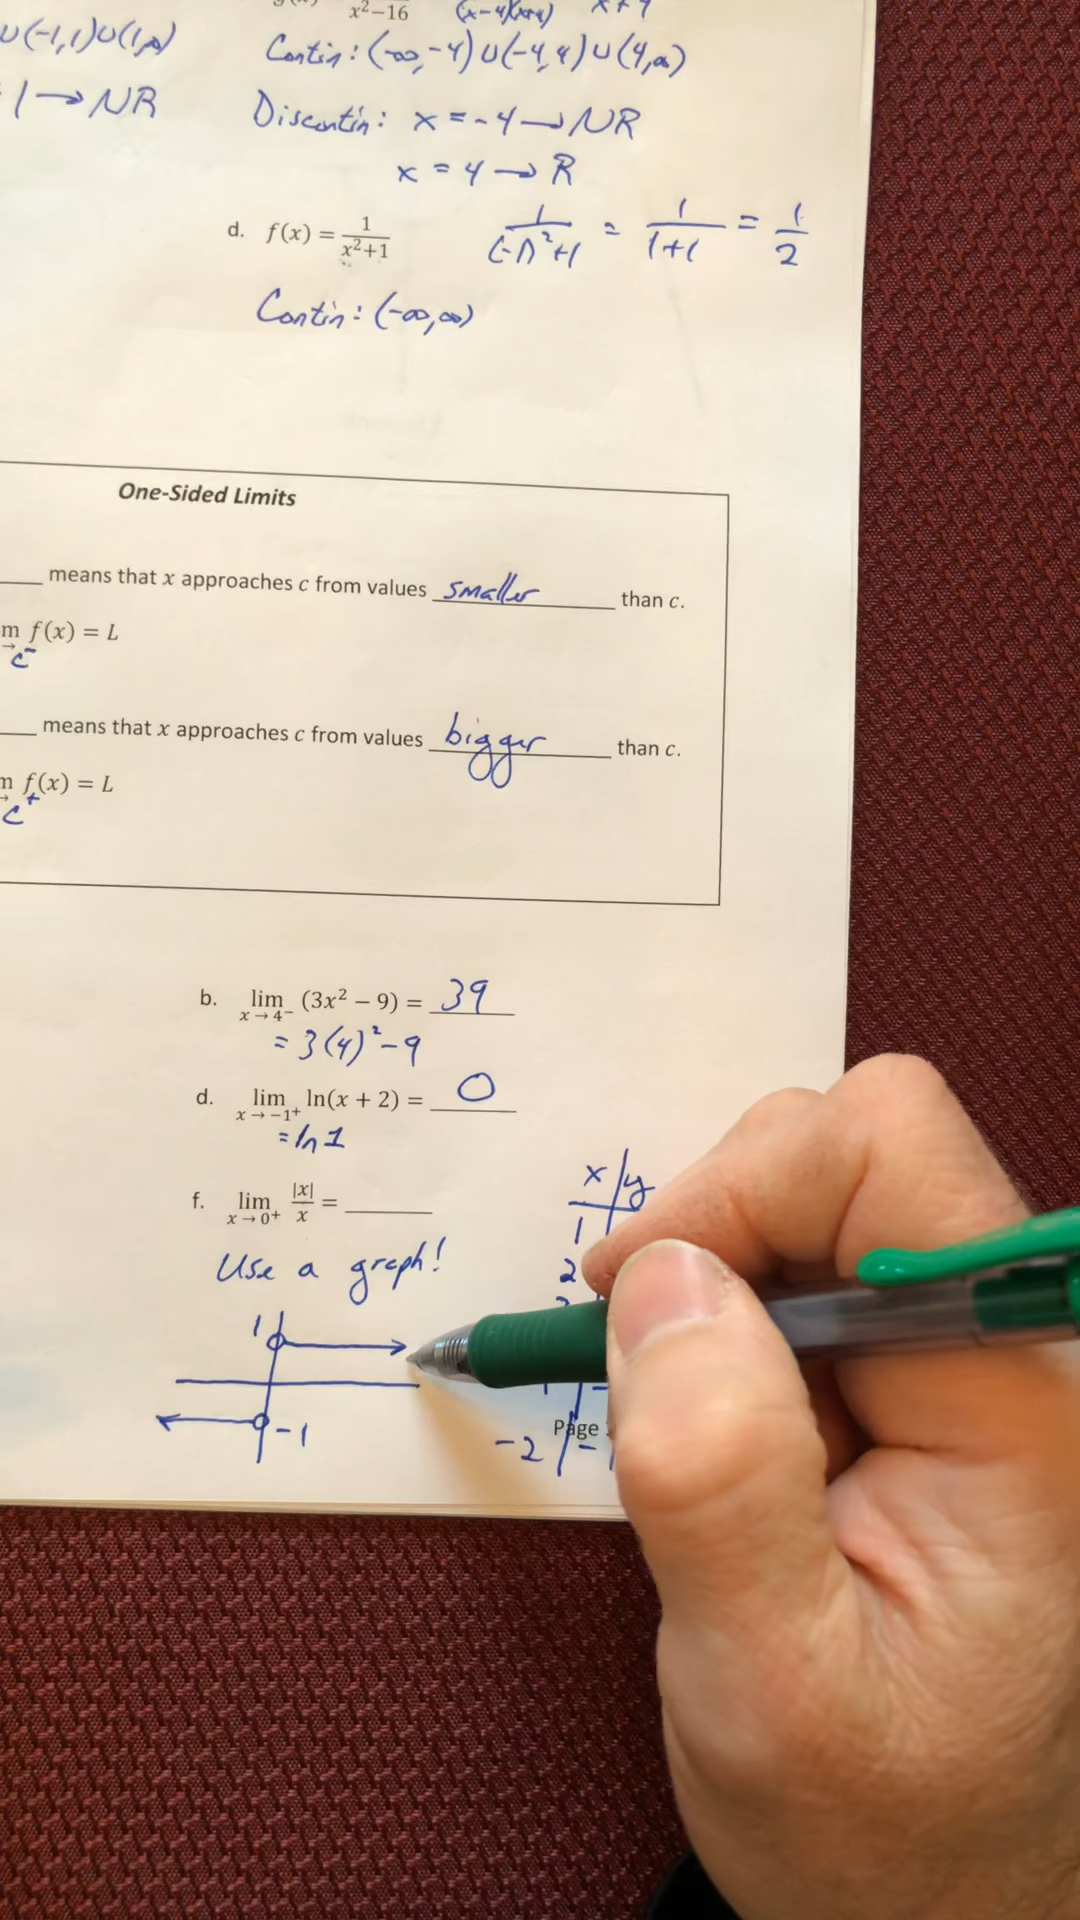 x²−16 (x−4)(x+4) x+4
∪(-1,1)∪(1,∞) Contin: (-∞,-4)∪(-4,4)∪(4,∞)
1→NR Discontin: x=-4→NR
x=4→R
d. f(x) = 1/(x²+1) 1/((-1)²+1) = 1/(1+1) = 1/2
Contin: (-∞,∞)
One-Sided Limits
means that x approaches c from values smaller than c.
m f(x) = L
→ c⁻
means that x approaches c from values bigger than c.
f(x) = L
→ c⁺
b. lim x→4⁻ (3x² − 9) = 39
= 3(4)²-9
d. lim x→−1⁺ ln(x + 2) = 0
= ln 1
f. lim x→0⁺ |x|/x = ____
Use a graph!
x y
1
2
1
-1
-2 -
Page